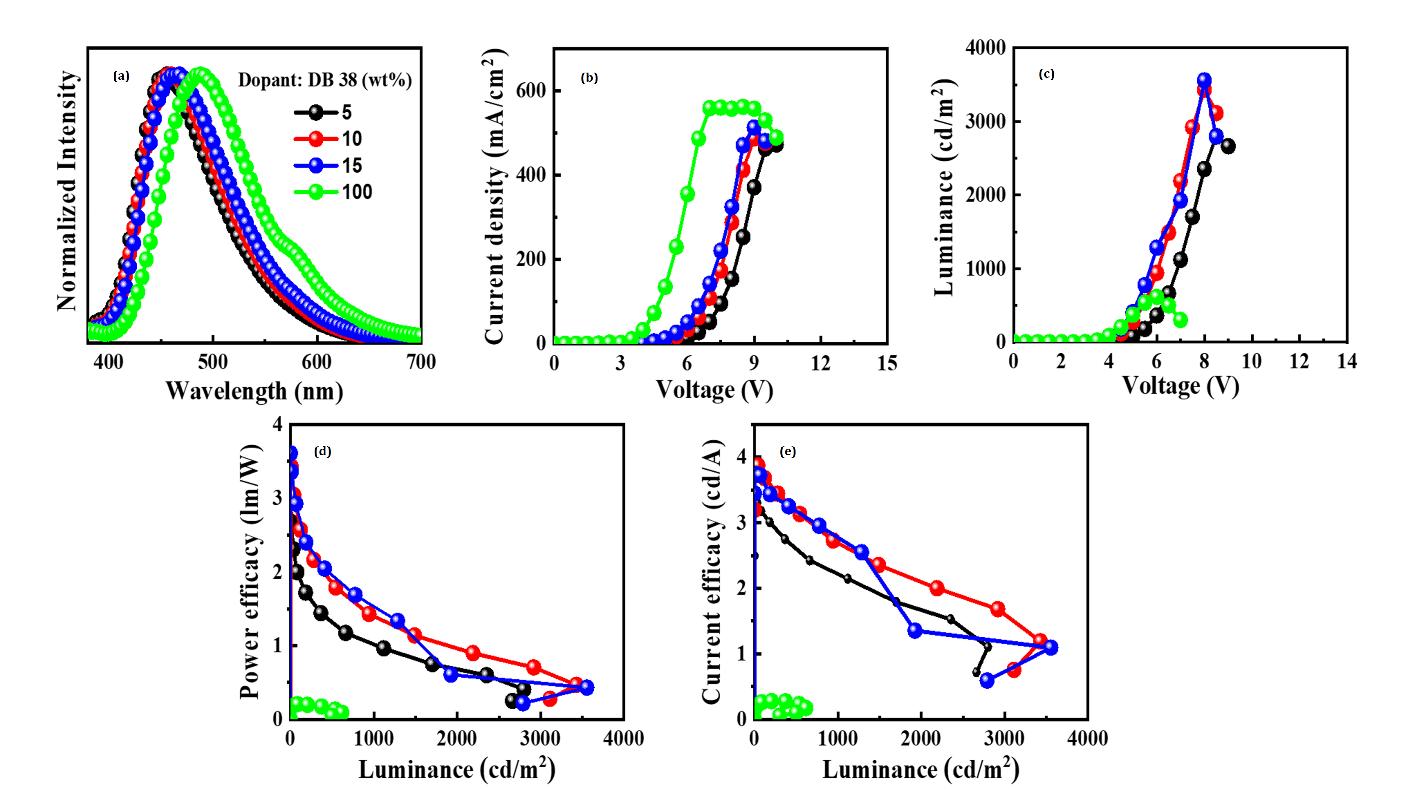 (a)
Dopant: DB 38 (wt%)
5
10
15
100
Normalized Intensity
400 500 600 700
Wavelength (nm)
(b)
Current density (mA/cm²)
600
400
200
0
0 3 6 9 12 15
Voltage (V)
(c)
Luminance (cd/m²)
4000
3000
2000
1000
0
0 2 4 6 8 10 12 14
Voltage (V)
(d)
Power efficacy (lm/W)
4
3
2
1
0
0 1000 2000 3000 4000
Luminance (cd/m²)
(e)
Current efficacy (cd/A)
4
3
2
1
0
0 1000 2000 3000 4000
Luminance (cd/m²)